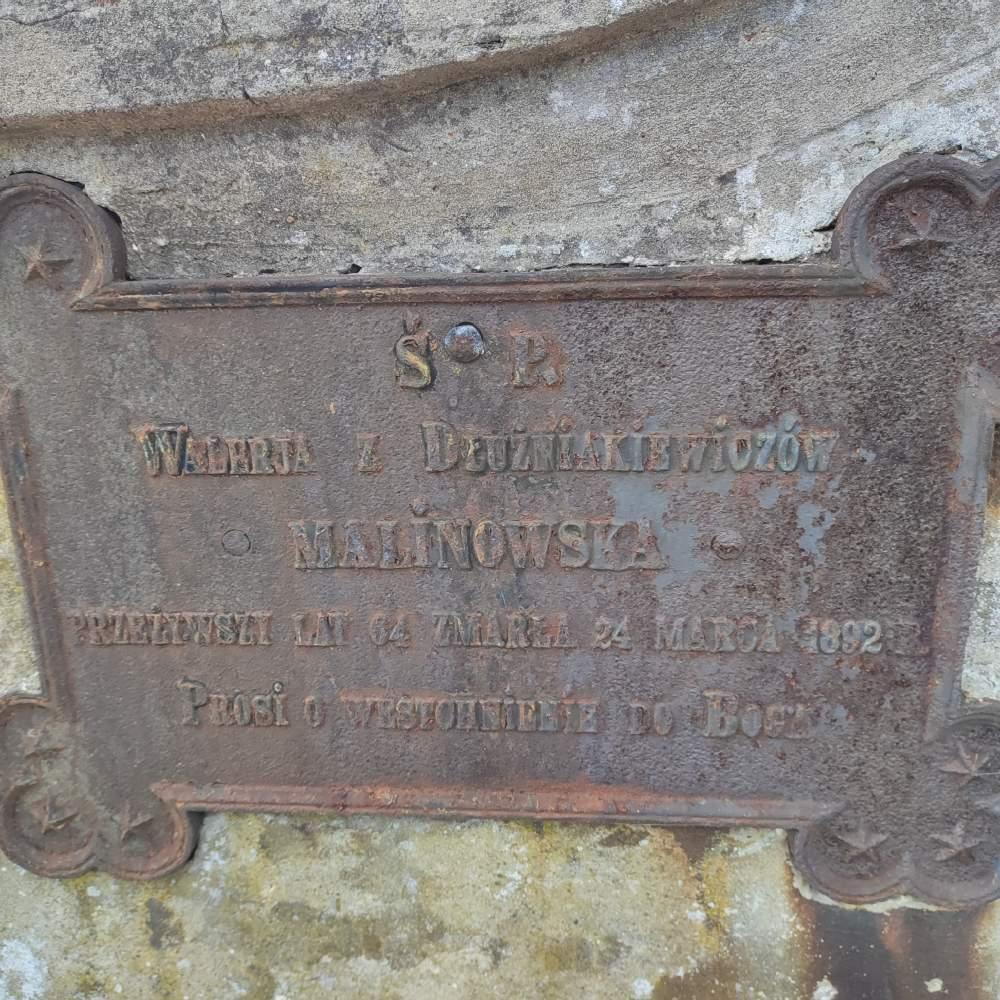 Ś P.
WALERJA Z DŁUŻNIAKIEWICZÓW
MALINOWSKA
PRZEŻYWSZY LAT 64 ZMARŁA 24 MARCA 1892 R.
PROSI O WESTCHNIENIE DO BOGA